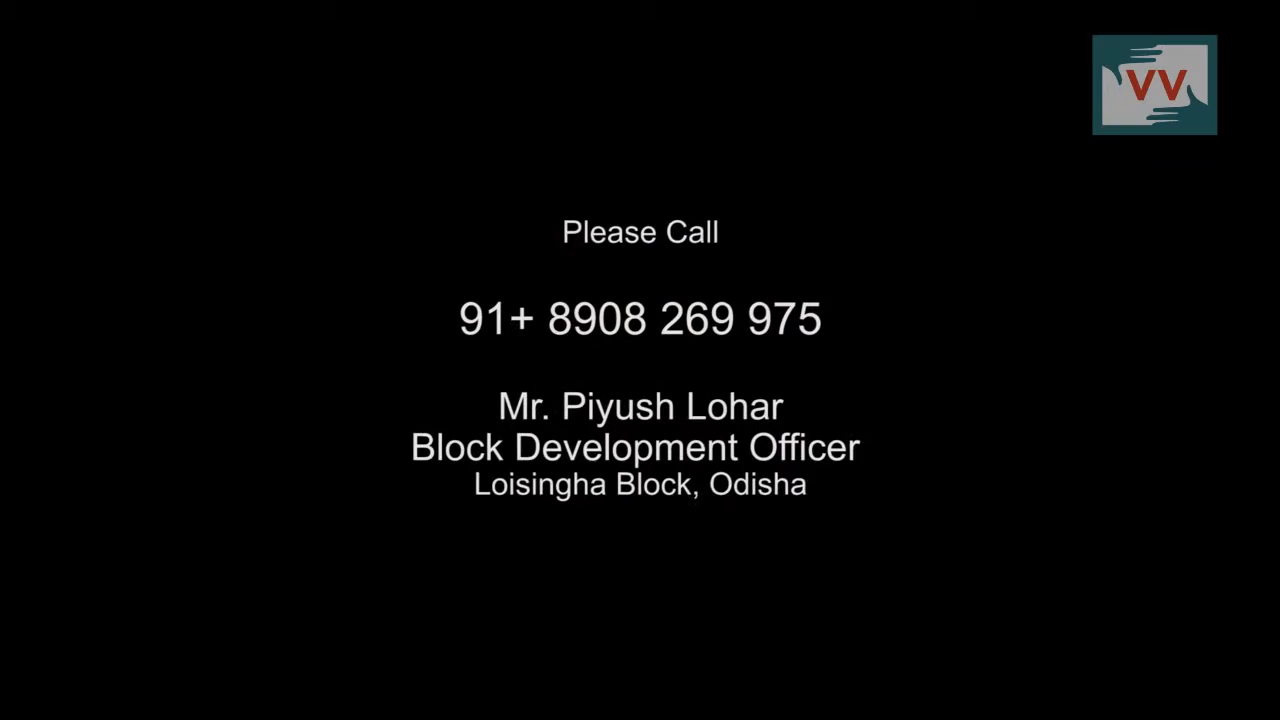 VV
Please Call
91+ 8908 269 975
Mr. Piyush Lohar
Block Development Officer
Loisingha Block, Odisha